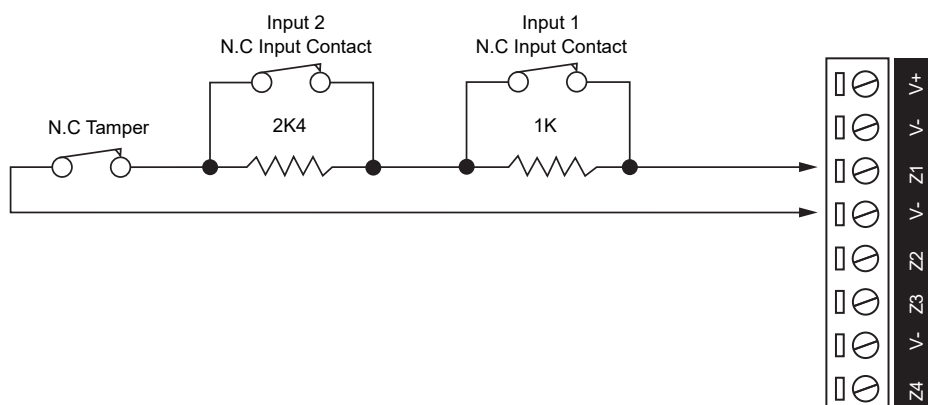 Input 2
N.C Input Contact
Input 1
N.C Input Contact
N.C Tamper
2K4
1K
V+
V-
Z1
V-
Z2
Z3
V-
Z4